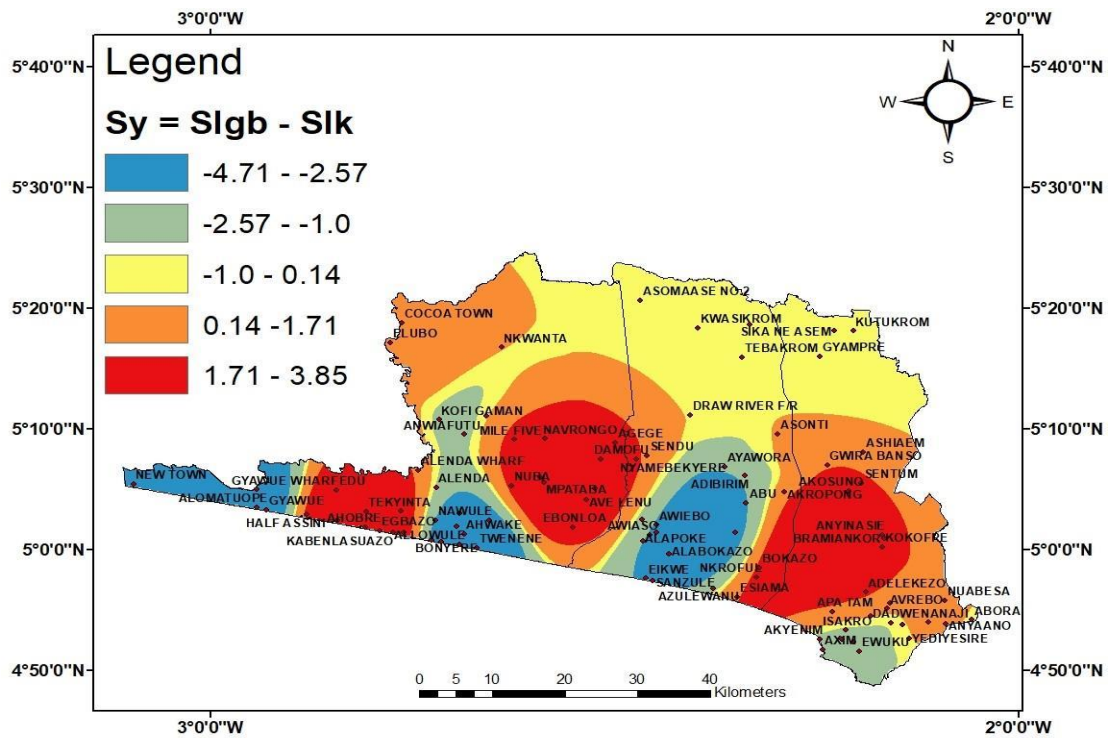 3°0'0"W 2°0'0"W
5°40'0"N 5°40'0"N
Legend
N
W E
S
Sy = Slgb - Slk
-4.71 - -2.57
-2.57 - -1.0
-1.0 - 0.14
0.14 -1.71
1.71 - 3.85
5°30'0"N 5°30'0"N
5°20'0"N 5°20'0"N
ASOMAASE NO.2
COCOA TOWN
KWASIKROM
KUTUKROM
SIKA NE ASEM
ELUBO
NKWANTA
TEBAKROM GYAMPRE
5°10'0"N 5°10'0"N
KOFI GAMAN
DRAW RIVER F/R
ANWIAFUTU
MILE FIVE NAVRONGO
AGEGE
ASONTI
DAMOFU SENDU
ASHIAEM
GWIRA BANSO
ALENDA WHARF
NYAMEBEKYERE
AYAWORA
SENTUM
NEW TOWN
GYAWUE WHARF EDU
ALENDA
NUBA
ADIBIRIM
AKOSUNO
MPATABA
ABU AKROPONG
ALOMATUOPE GYAWUE
TEKYINTA
AVE LENU
NAWULE
HALF ASSINI
AHOBRE
EGBAZO
AHWAKE
EBONLOA
AWIASO
AWIEBO
ANYINASIE
KABENLASUAZO
ALLOWULE
TWENENE
ALAPOKE
BRAMIANKOR KOKOFRE
BONYERE
ALABOKAZO
BOKAZO
5°0'0"N 5°0'0"N
EIKWE NKROFUL
SANZULE
ESIAMA
ADELEKEZO
NUABESA
AZULEWANU
APATAM AVREBO
ISAKRO
DADWEN ANAJI
ABORA
AKYENIM
ANYAANO
AXIM EWUKU
YEDIYESIRE
4°50'0"N 4°50'0"N
0 5 10 20 30 40
Kilometers
3°0'0"W 2°0'0"W